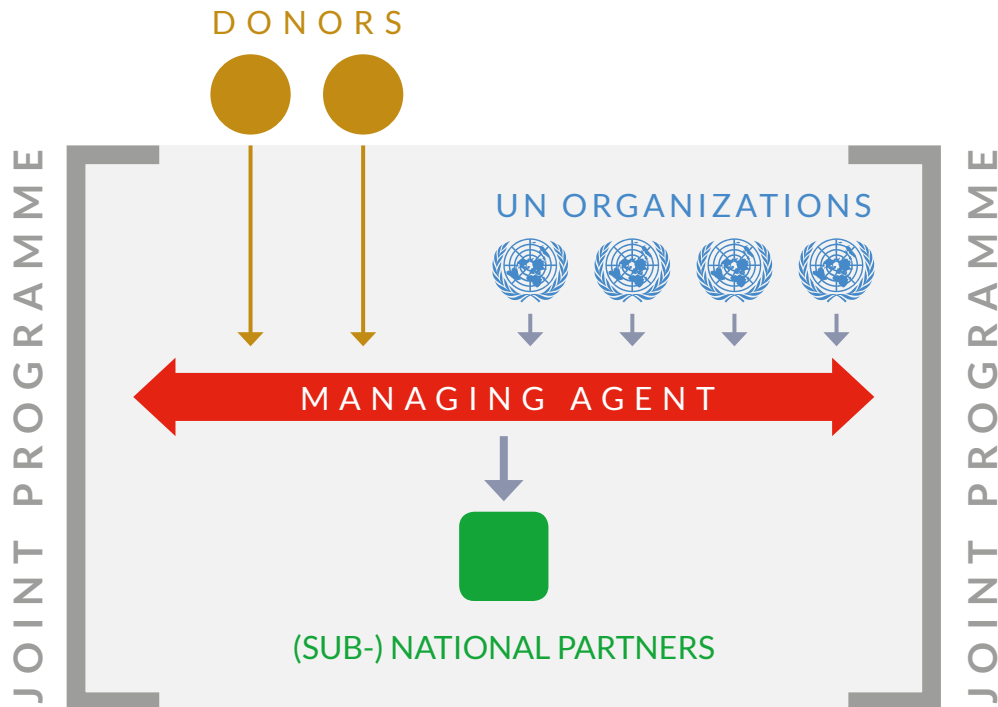 DONORS
JOINT PROGRAMME
JOINT PROGRAMME
UN ORGANIZATIONS
MANAGING AGENT
(SUB-) NATIONAL PARTNERS